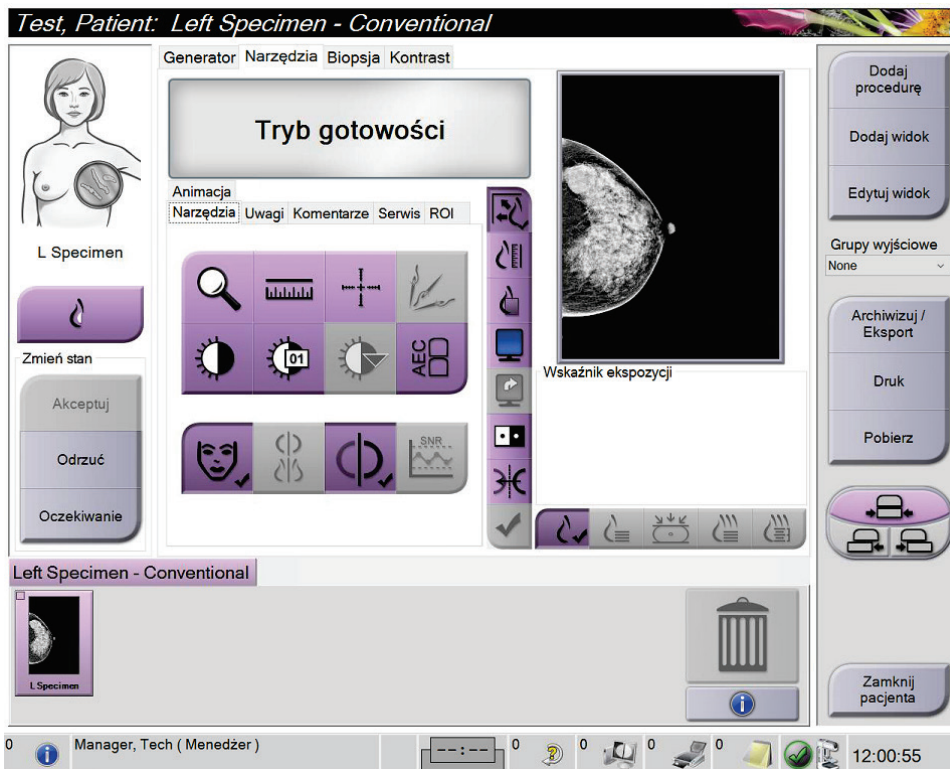 Test, Patient: Left Specimen - Conventional
Generator Narzędzia Biopsja Kontrast
Tryb gotowości
Animacja
Narzędzia Uwagi Komentarze Serwis ROI
L Specimen
Zmień stan
Akceptuj
Odrzuć
Oczekiwanie
01
AEC
SNR
Wskaźnik ekspozycji
Dodaj
procedurę
Dodaj widok
Edytuj widok
Grupy wyjściowe
None
Archiwizuj /
Eksport
Druk
Pobierz
Left Specimen - Conventional
L Specimen
Zamknij
pacjenta
0
Manager, Tech ( Menedżer )
--:--
0
0
0
0
12:00:55